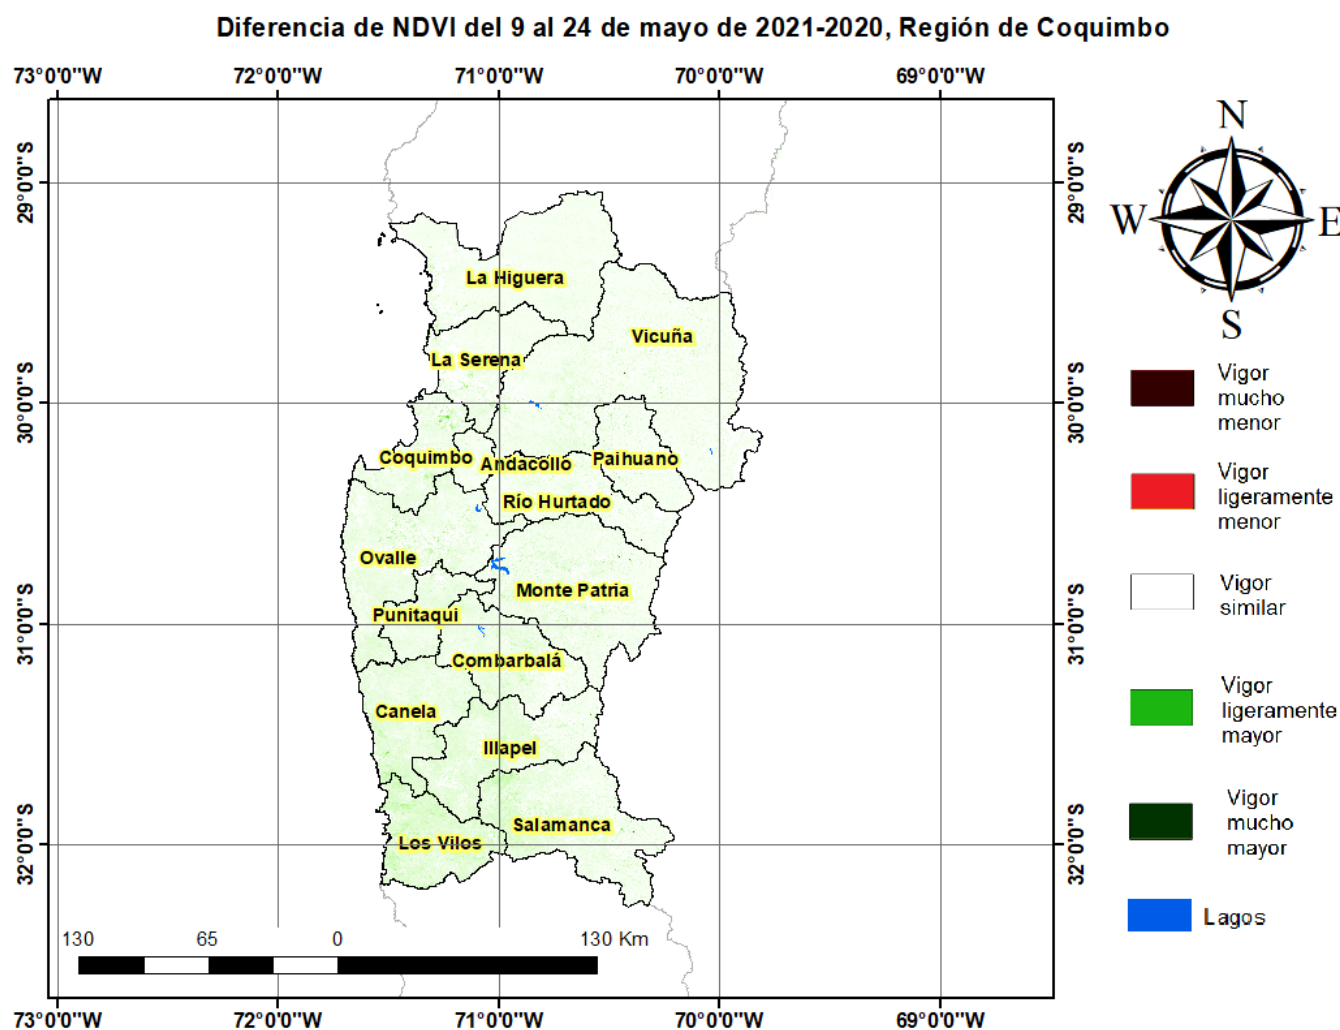 Diferencia de NDVI del 9 al 24 de mayo de 2021-2020, Región de Coquimbo
73°0'0"W 72°0'0"W 71°0'0"W 70°0'0"W 69°0'0"W
29°0'0"S 29°0'0"S
30°0'0"S 30°0'0"S
31°0'0"S 31°0'0"S
32°0'0"S 32°0'0"S
La Higuera
Vicuña
La Serena
Coquimbo
Andacollo
Paihuano
Río Hurtado
Ovalle
Monte Patria
Punitaqui
Combarbalá
Canela
Illapel
Salamanca
Los Vilos
130 65 0 130 Km
73°0'0"W 72°0'0"W 71°0'0"W 70°0'0"W 69°0'0"W
N
W E
S
Vigor
mucho
menor
Vigor
ligeramente
menor
Vigor
similar
Vigor
ligeramente
mayor
Vigor
mucho
mayor
Lagos